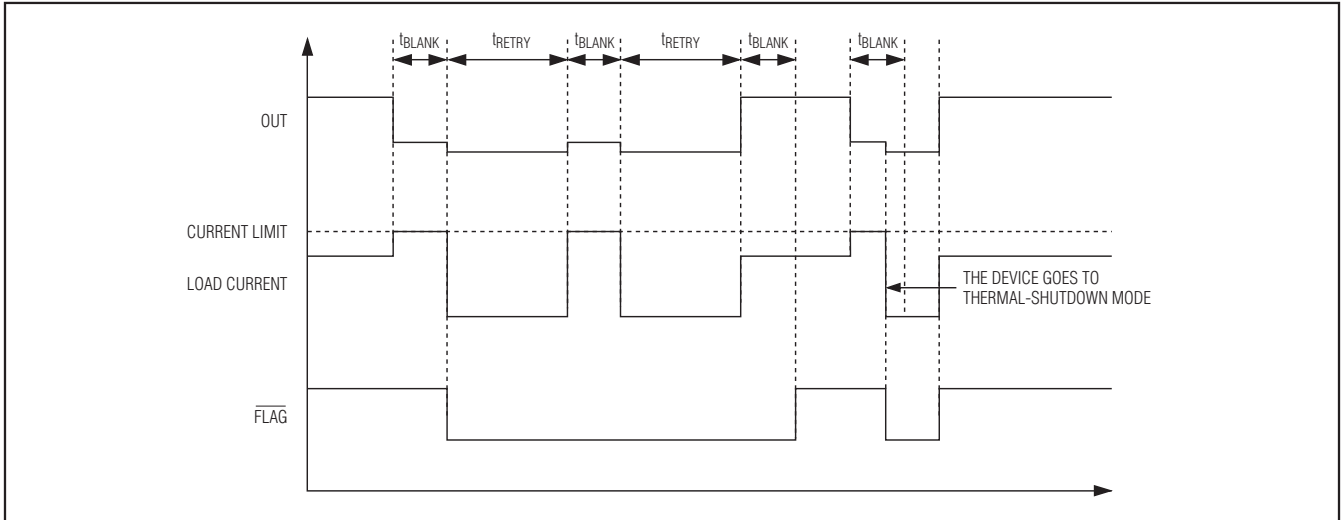 tBLANK tRETRY tBLANK tRETRY tBLANK tBLANK
OUT
CURRENT LIMIT
LOAD CURRENT
THE DEVICE GOES TO
THERMAL-SHUTDOWN MODE
FLAG